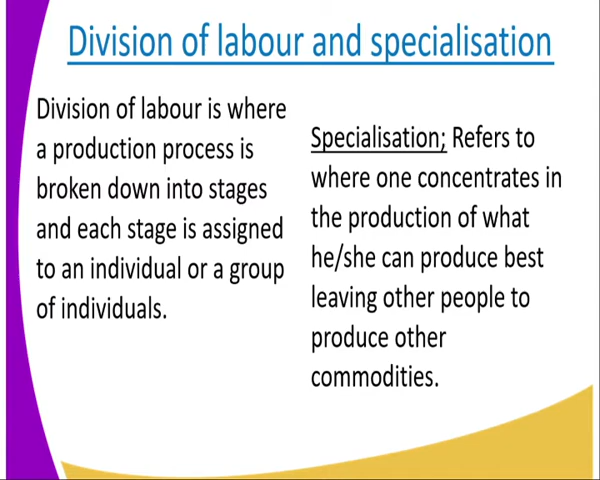 Division of labour and specialisation
Division of labour is where
a production process is
broken down into stages
and each stage is assigned
to an individual or a group
of individuals.
Specialisation; Refers to
where one concentrates in
the production of what
he/she can produce best
leaving other people to
produce other
commodities.